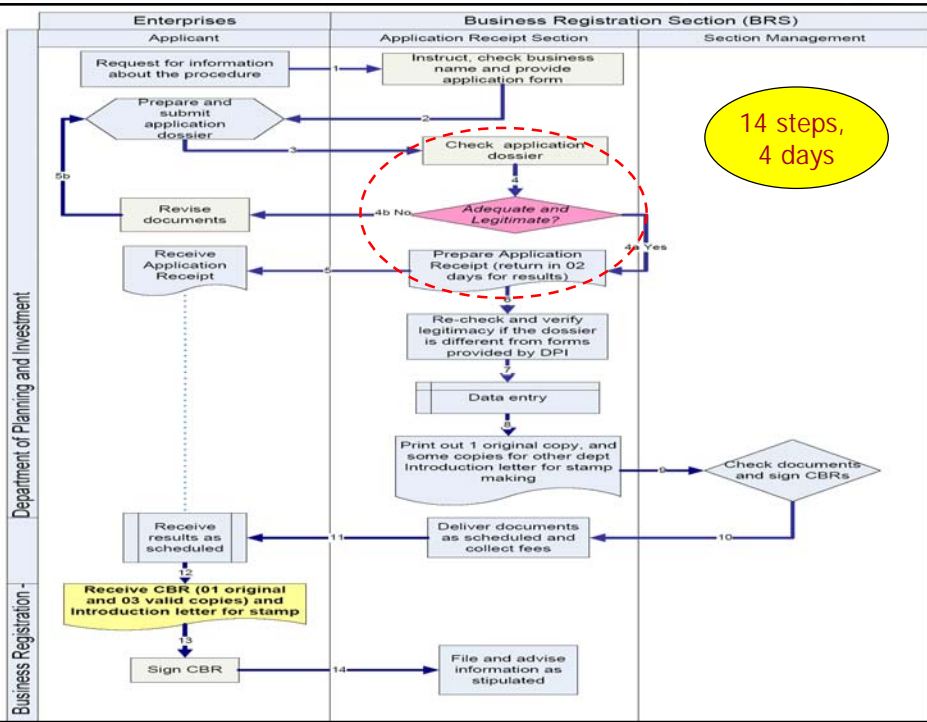 Enterprises
Business Registration Section (BRS)
Applicant
Application Receipt Section
Section Management
Request for information
about the procedure
1
Instruct, check business
name and provide
application form
14 steps,
4 days
Prepare and
submit
application
dossier
2
3
Check application
dossier
4
5b
Revise
documents
4b No
Adequate and
Legitimate?
4a Yes
Receive
Application
Receipt
5
Prepare Application
Receipt (return in 02
days for results)
6
Re-check and verify
legitimacy if the dossier
is different from forms
provided by DPI
7
Data entry
8
Print out 1 original copy, and
some copies for other dept
Introduction letter for stamp
making
9
Check documents
and sign CBRs
Receive
results as
scheduled
11
Deliver documents
as scheduled and
collect fees
10
12
Receive CBR (01 original
and 03 valid copies) and
Introduction letter for stamp
13
Sign CBR
14
File and advise
information as
stipulated
Business Registration - Department of Planning and Investment